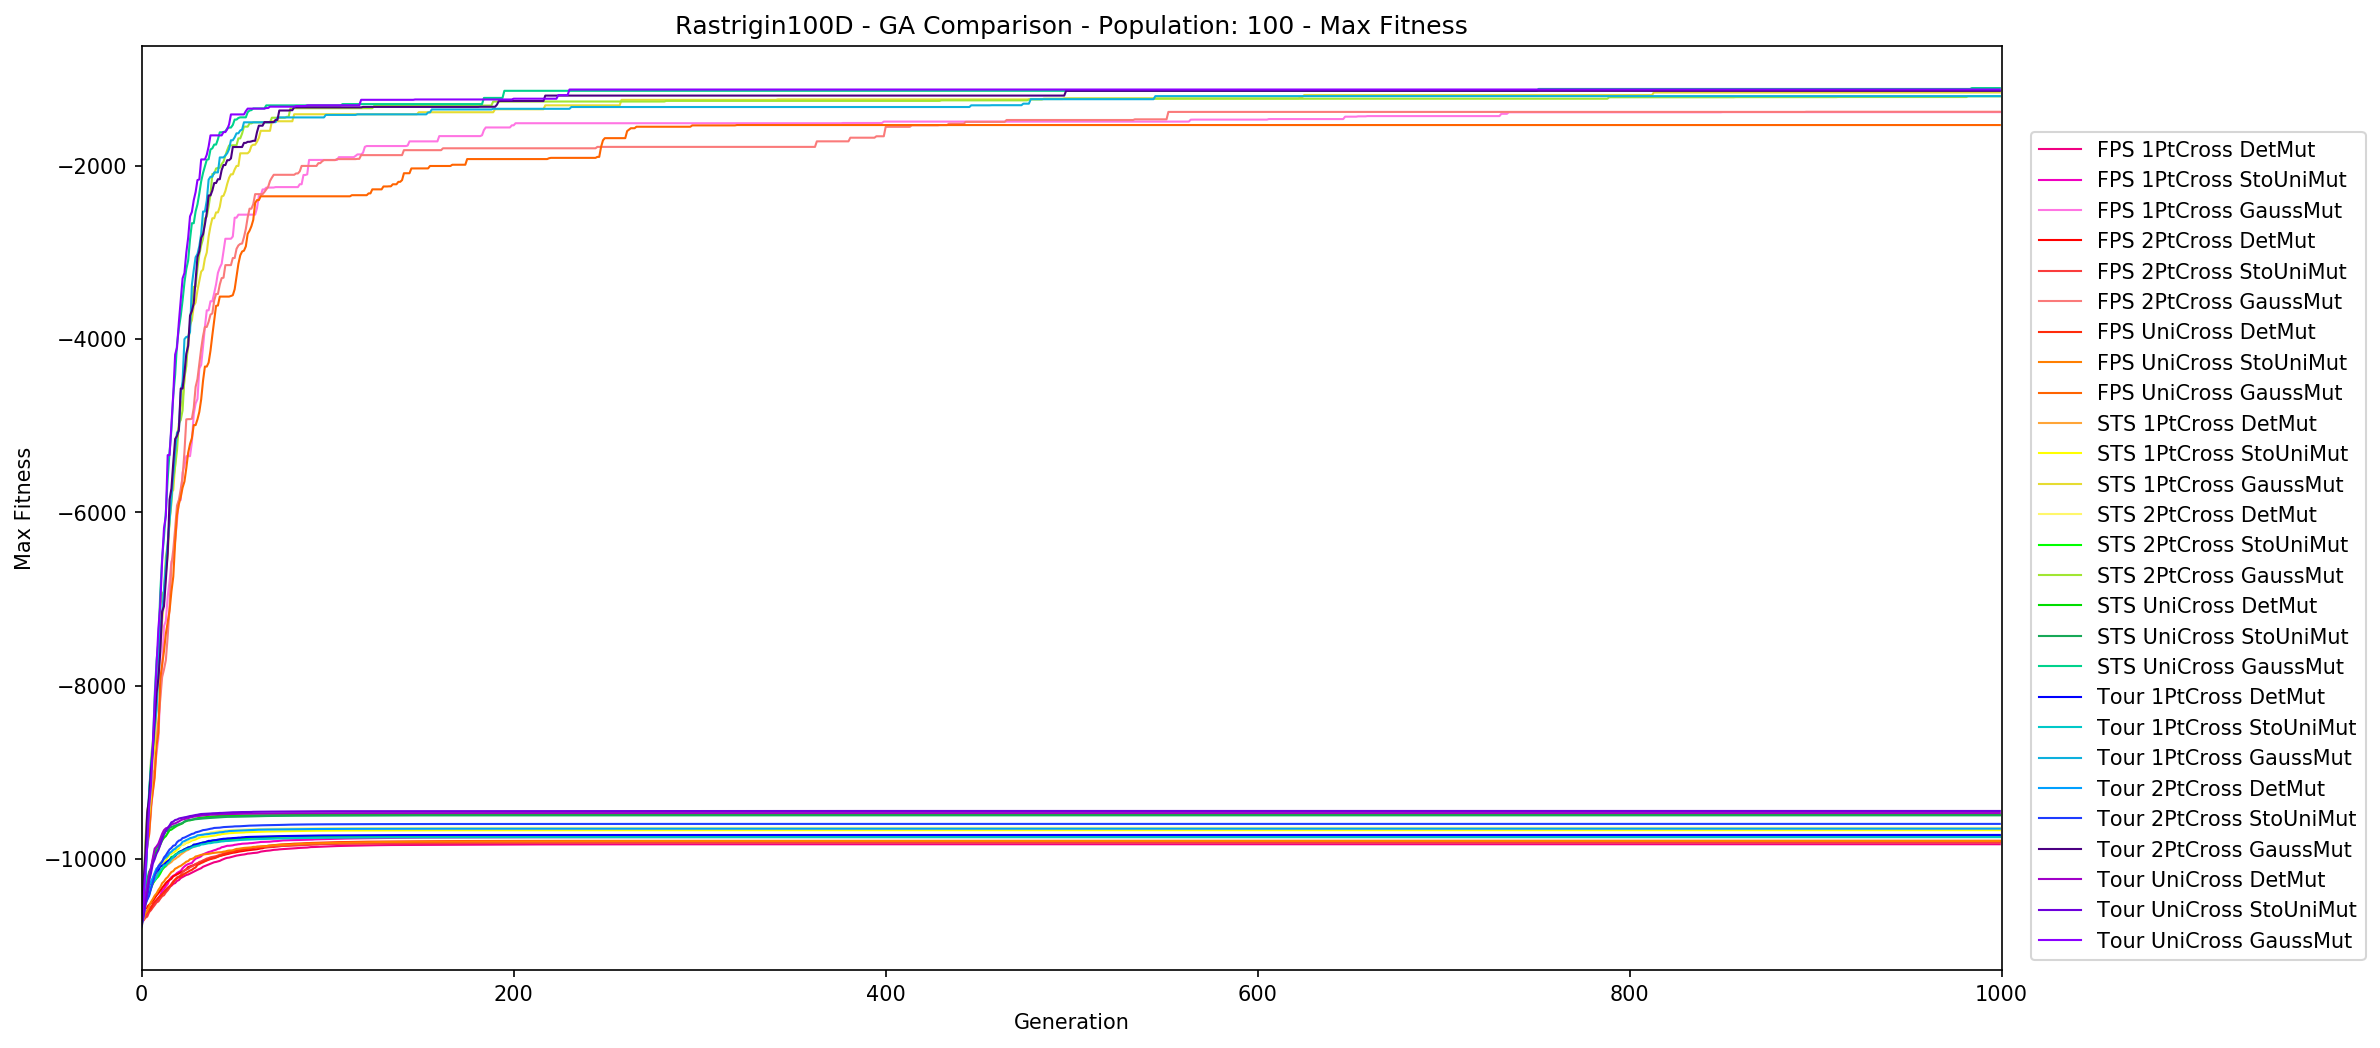 Rastrigin100D - GA Comparison - Population: 100 - Max Fitness
Max Fitness
−2000
−4000
−6000
−8000
−10000
0
200
400
600
800
1000
Generation
FPS 1PtCross DetMut
FPS 1PtCross StoUniMut
FPS 1PtCross GaussMut
FPS 2PtCross DetMut
FPS 2PtCross StoUniMut
FPS 2PtCross GaussMut
FPS UniCross DetMut
FPS UniCross StoUniMut
FPS UniCross GaussMut
STS 1PtCross DetMut
STS 1PtCross StoUniMut
STS 1PtCross GaussMut
STS 2PtCross DetMut
STS 2PtCross StoUniMut
STS 2PtCross GaussMut
STS UniCross DetMut
STS UniCross StoUniMut
STS UniCross GaussMut
Tour 1PtCross DetMut
Tour 1PtCross StoUniMut
Tour 1PtCross GaussMut
Tour 2PtCross DetMut
Tour 2PtCross StoUniMut
Tour 2PtCross GaussMut
Tour UniCross DetMut
Tour UniCross StoUniMut
Tour UniCross GaussMut